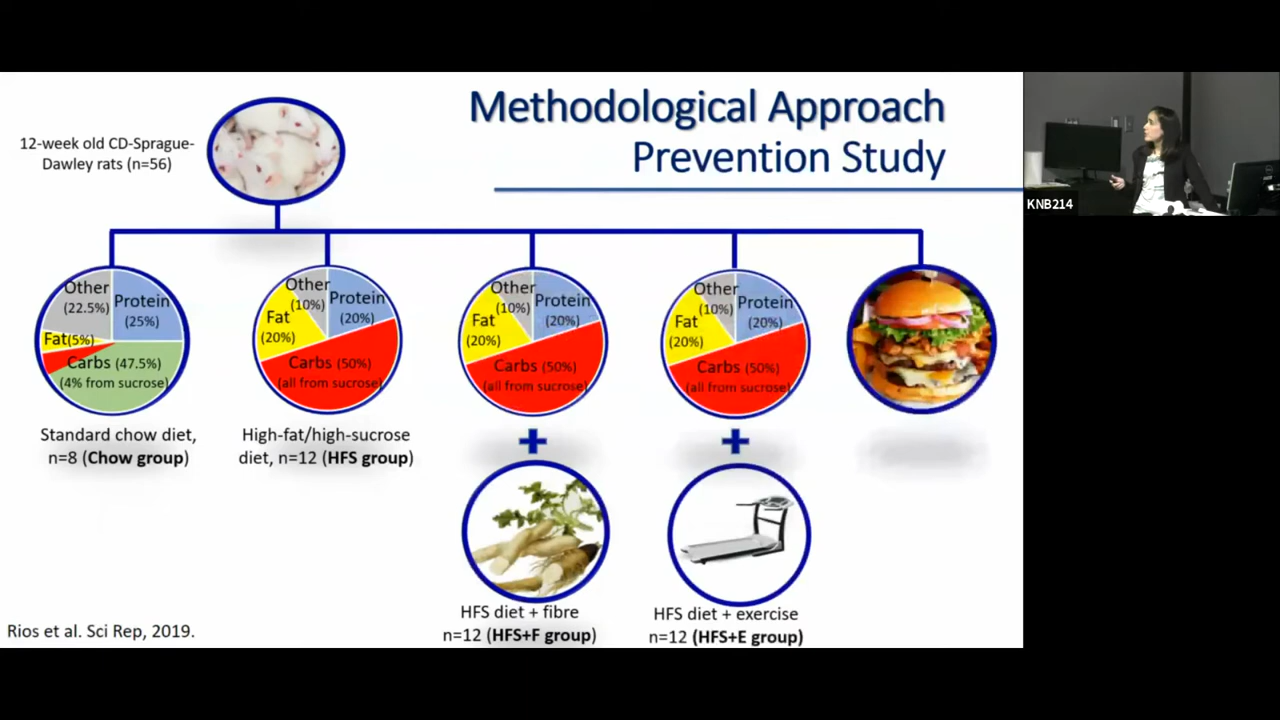 Methodological Approach
Prevention Study
12-week old CD-Sprague-
Dawley rats (n=56)
KNB214
Other
(22.5%)
Protein
(25%)
Fat(5%)
Carbs (47.5%)
(4% from sucrose)
Other
(10%)
Protein
(20%)
Fat
(20%)
Carbs (50%)
(all from sucrose)
Other
(10%)
Protein
(20%)
Fat
(20%)
Carbs (50%)
(all from sucrose)
Other
(10%)
Protein
(20%)
Fat
(20%)
Carbs (50%)
(all from sucrose)
Standard chow diet,
n=8 (Chow group)
High-fat/high-sucrose
diet, n=12 (HFS group)
+
+
HFS diet + fibre
n=12 (HFS+F group)
HFS diet + exercise
n=12 (HFS+E group)
Rios et al. Sci Rep, 2019.